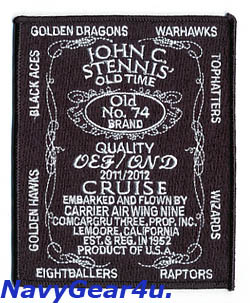 GOLDEN DRAGONS WARHAWKS
BLACK ACES
TOPHATTERS
JOHN C.
STENNIS'
OLD TIME
Old
No. 74
BRAND
QUALITY
OEF/OND
2011/2012
CRUISE
EMBARKED AND FLOWN BY
CARRIER AIR WING NINE
COMCARGRU THREE, PROP, INC.
LEMOORE, CALIFORNIA
EST. & REG. IN 1952
PRODUCT OF U.S.A
GOLDEN HAWKS
WIZARDS
EIGHTBALLERS RAPTORS
NavyGear4u.